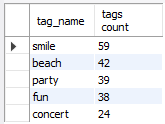 tag_name tags
count
smile 59
beach 42
party 39
fun 38
concert 24